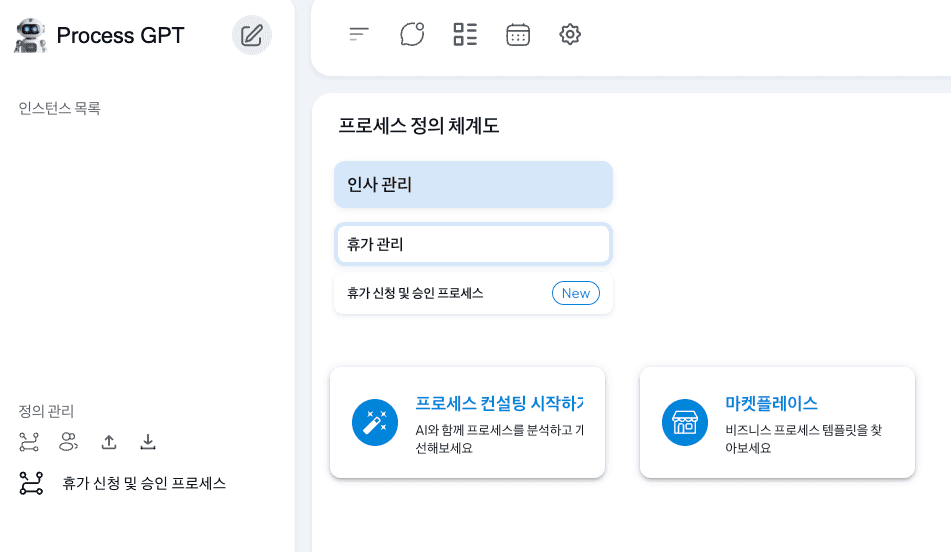 Process GPT
인스턴스 목록
프로세스 정의 체계도
인사 관리
휴가 관리
휴가 신청 및 승인 프로세스
New
프로세스 컨설팅 시작하
AI와 함께 프로세스를 분석하고 개
선해보세요
마켓플레이스
비즈니스 프로세스 템플릿을 찾
아보세요
정의 관리
휴가 신청 및 승인 프로세스